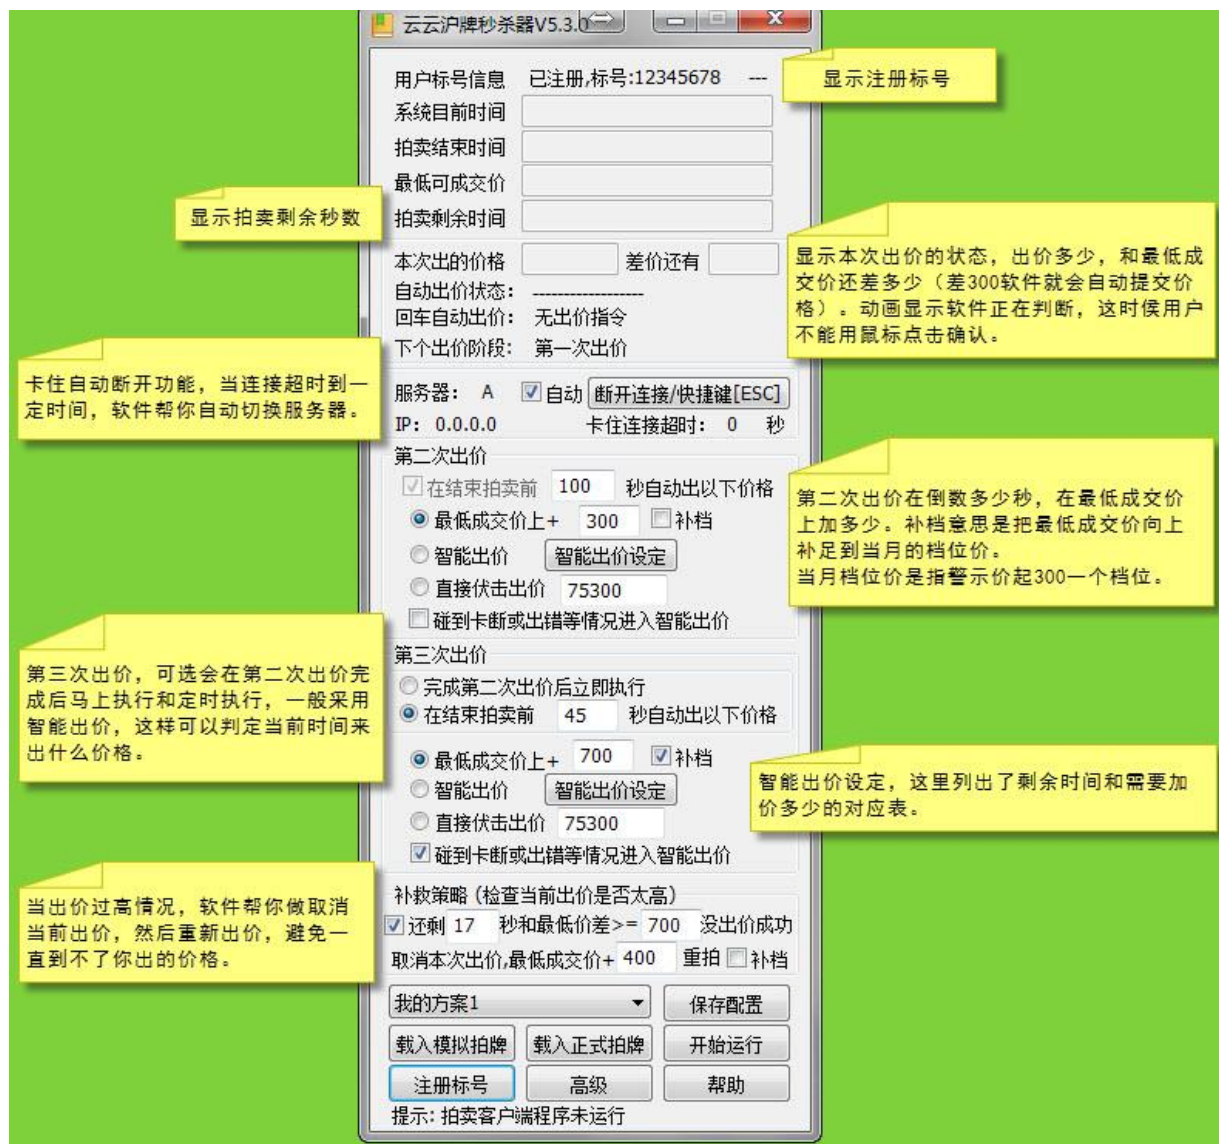 云云沪牌秒杀器V5.3.0
用户标号信息 已注册,标号:12345678 ---
显示注册标号
系统目前时间
拍卖结束时间
最低可成交价
拍卖剩余时间
显示拍卖剩余秒数
本次出的价格 差价还有
自动出价状态: ----------------
回车自动出价: 无出价指令
下个出价阶段: 第一次出价
显示本次出价的状态，出价多少，和最低成
交价还差多少（差300软件就会自动提交价
格）。动画显示软件正在判断，这时侯用户
不能用鼠标点击确认。
卡住自动断开功能，当连接超时到一
定时间，软件帮你自动切换服务器。
服务器: A 自动 断开连接/快捷键[ESC]
IP: 0.0.0.0 卡住连接超时: 0 秒
第二次出价
在结束拍卖前 100 秒自动出以下价格
最低成交价上+ 300 补档
智能出价 智能出价设定
直接伏击出价 75300
碰到卡断或出错等情况进入智能出价
第二次出价在倒数多少秒，在最低成交价
上加多少。补档意思是把最低成交价向上
补足到当月的档位价。
当月档位价是指警示价起300一个档位。
第三次出价
完成第二次出价后立即执行
在结束拍卖前 45 秒自动出以下价格
最低成交价上+ 700 补档
智能出价 智能出价设定
直接伏击出价 75300
碰到卡断或出错等情况进入智能出价
第三次出价，可选会在第二次出价完
成后马上执行和定时执行，一般采用
智能出价，这样可以判定当前时间来
出什么价格。
智能出价设定，这里列出了剩余时间和需要加
价多少的对应表。
补救策略 (检查当前出价是否太高)
还剩 17 秒和最低价差>= 700 没出价成功
取消本次出价,最低成交价+ 400 重拍 补档
当出价过高情况，软件帮你做取消
当前出价，然后重新出价，避免一
直到不了你出的价格。
我的方案1 保存配置
载入模拟拍牌 载入正式拍牌 开始运行
注册标号 高级 帮助
提示: 拍卖客户端程序未运行